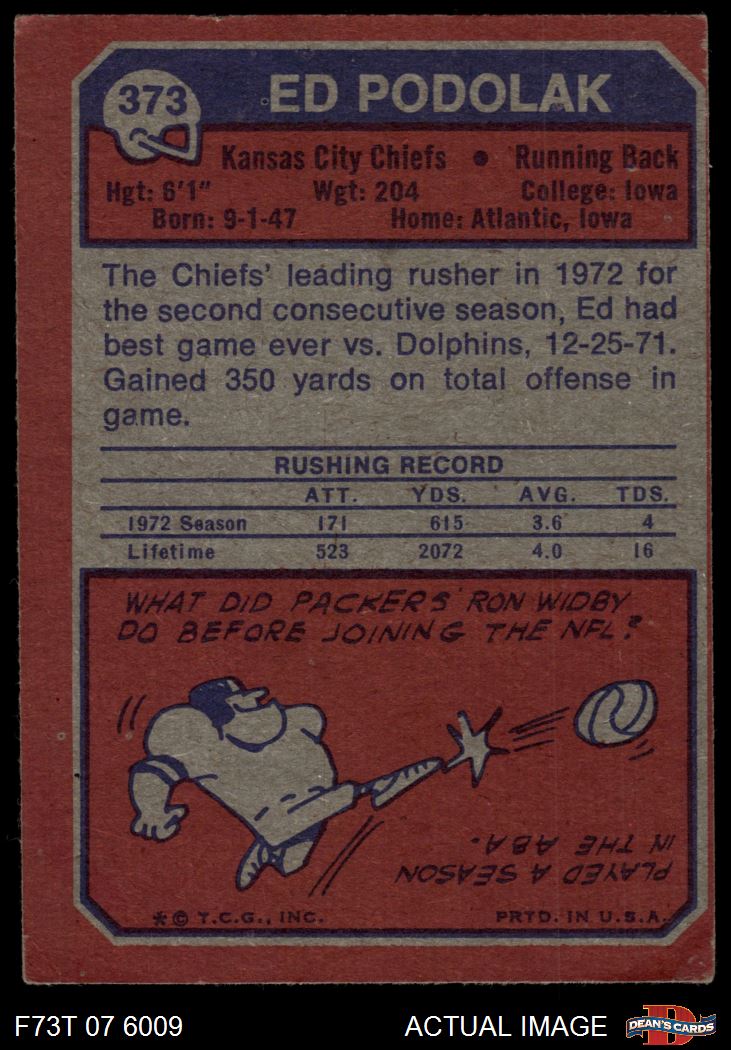 373
ED PODOLAK
Kansas City Chiefs • Running Back
Hgt: 6'1" Wgt: 204 College: Iowa
Born: 9-1-47 Home: Atlantic, Iowa
The Chiefs' leading rusher in 1972 for
the second consecutive season, Ed had
best game ever vs. Dolphins, 12-25-71.
Gained 350 yards on total offense in
game.
RUSHING RECORD
ATT. YDS. AVG. TDS.
1972 Season 171 615 3.6 4
Lifetime 523 2072 4.0 16
WHAT DID PACKERS' RON WIDBY
DO BEFORE JOINING THE NFL?
PLAYED A SEASON
IN THE ABA.
* © T.C.G., INC. PRTD. IN U.S.A.
F73T 07 6009 ACTUAL IMAGE
DEAN'S CARDS